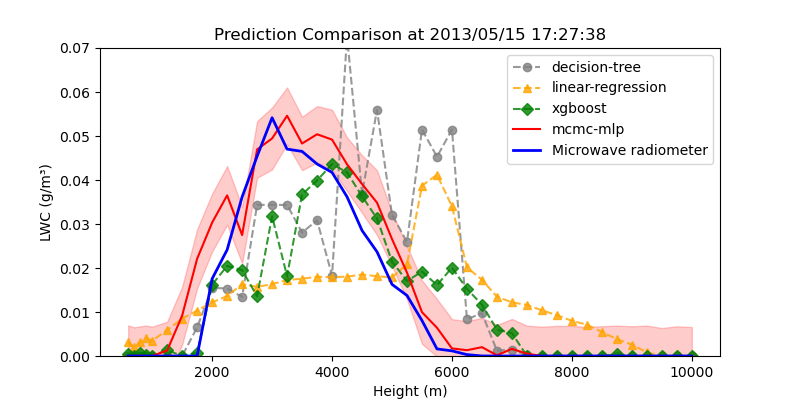 Prediction Comparison at 2013/05/15 17:27:38
0.07
0.06
0.05
0.04
0.03
0.02
0.01
0.00
LWC (g/m³)
decision-tree
linear-regression
xgboost
mcmc-mlp
Microwave radiometer
2000 4000 6000 8000 10000
Height (m)